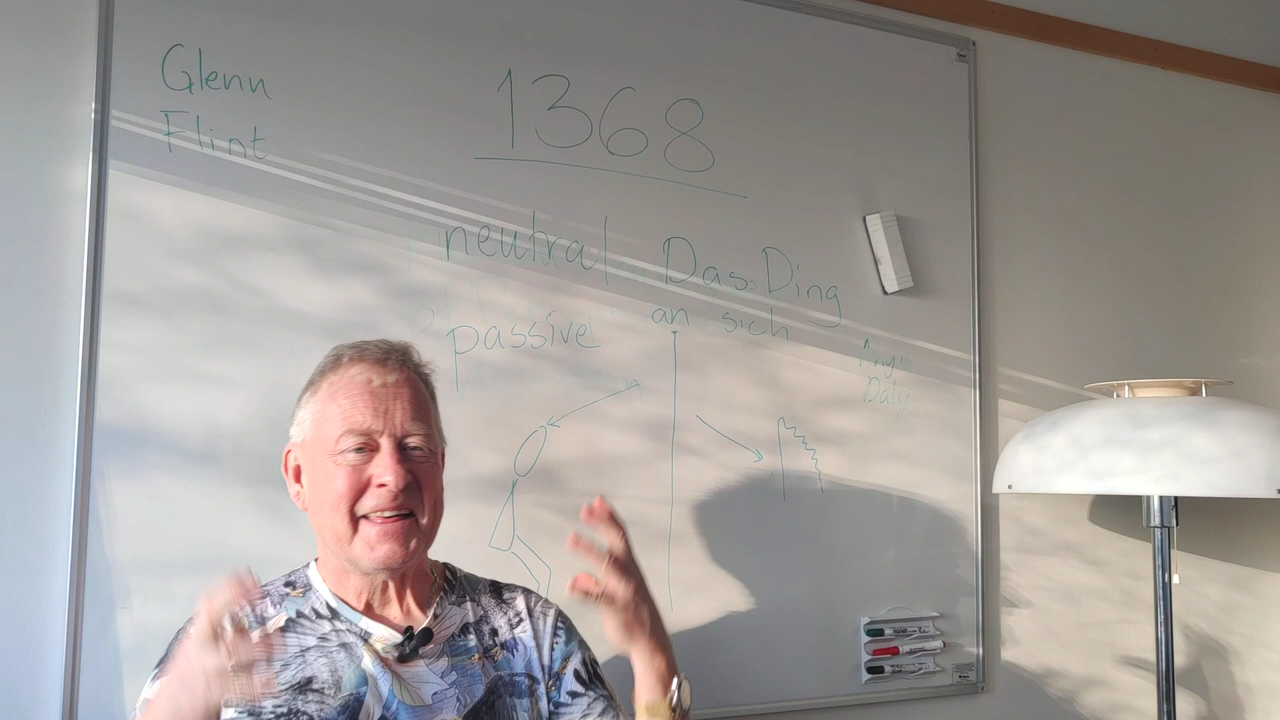 Glenn
Flint
1368
neutral Das Ding
an sich
passive
Daly